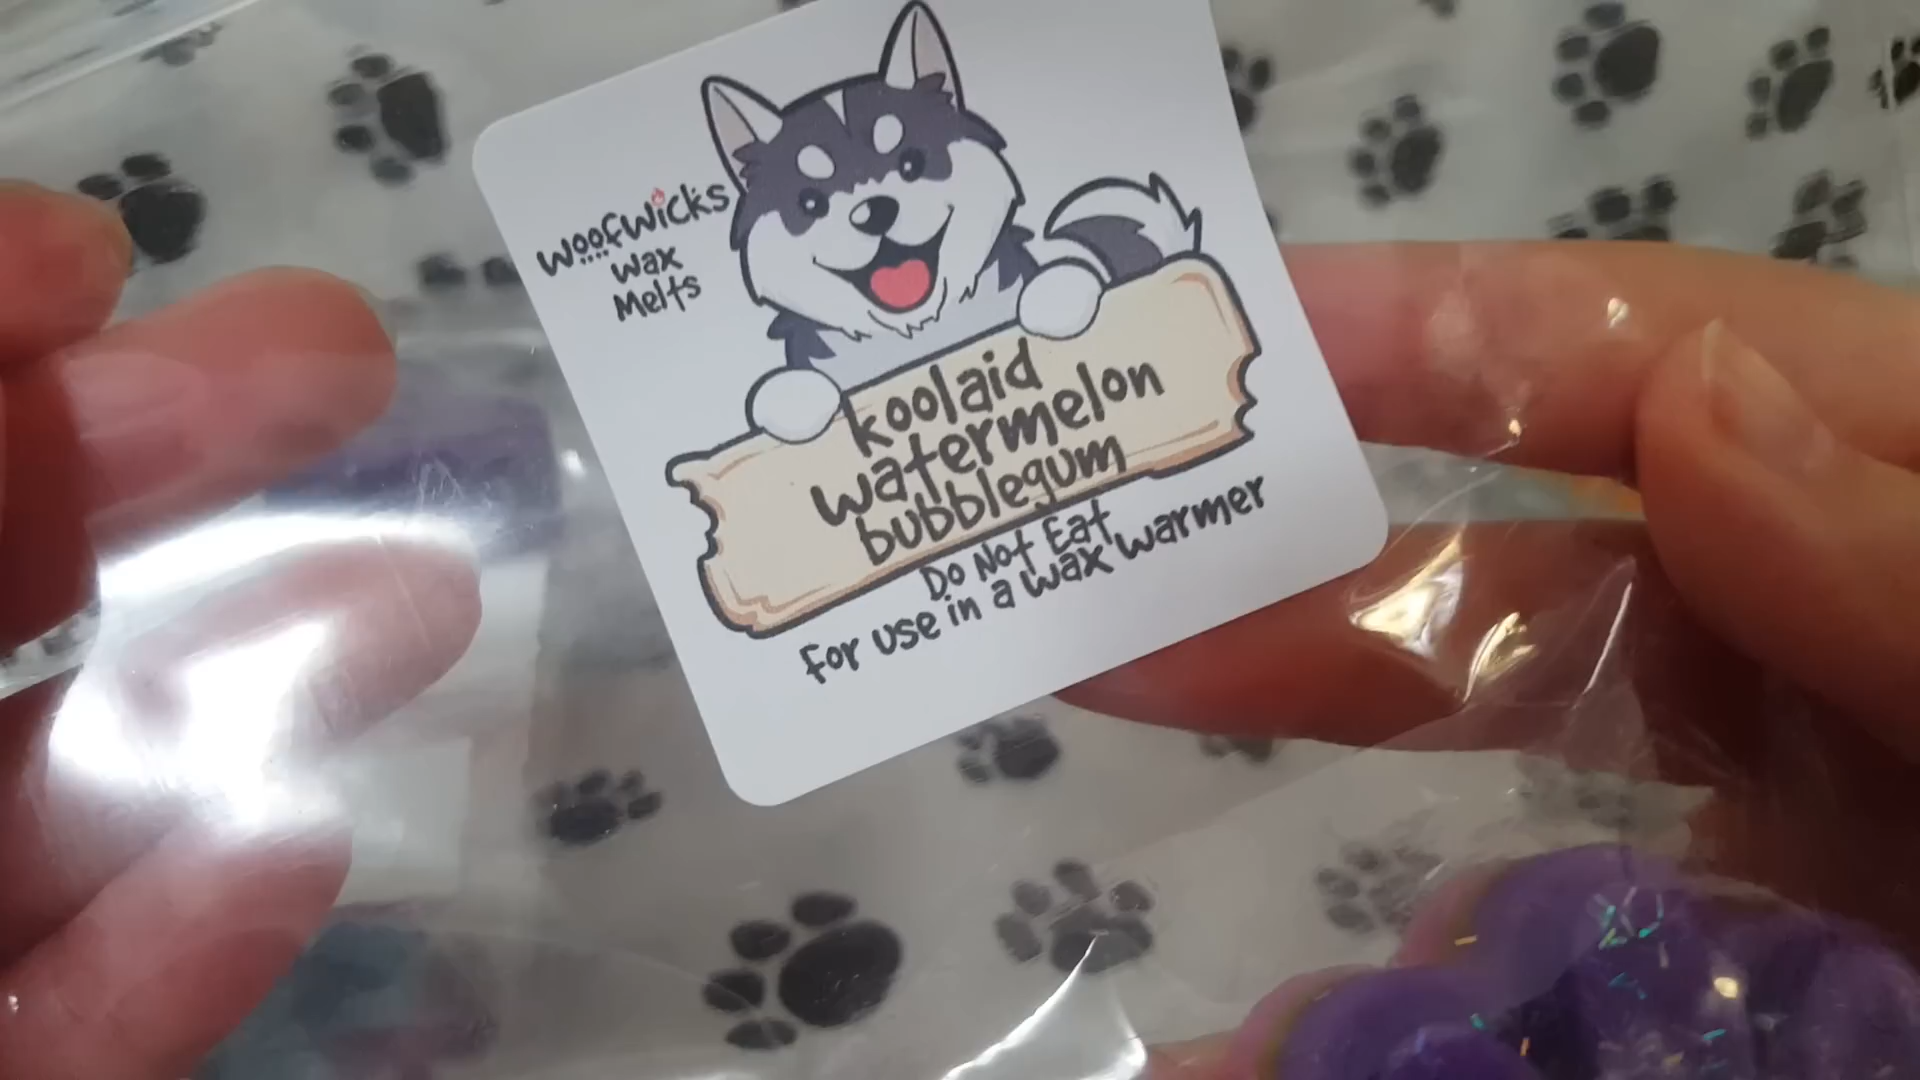 woofwicks
wax
Melts
koolaid
watermelon
bubblegum
Do Not Eat
For use in a wax warmer